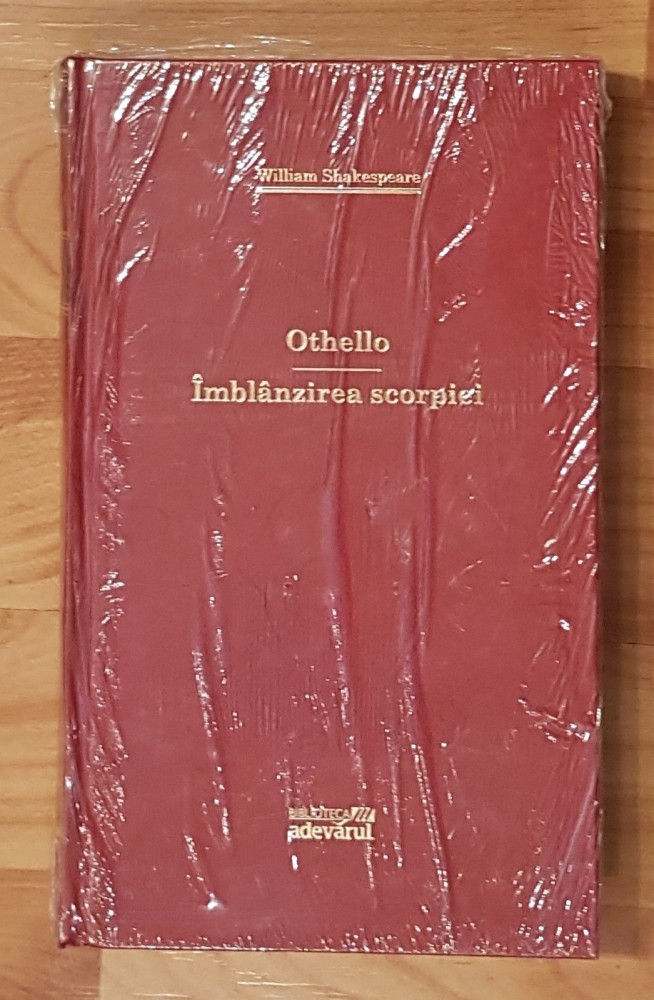 William Shakespeare
Othello
Îmblânzirea scorpiei
BIBLIOTECA
adevărul